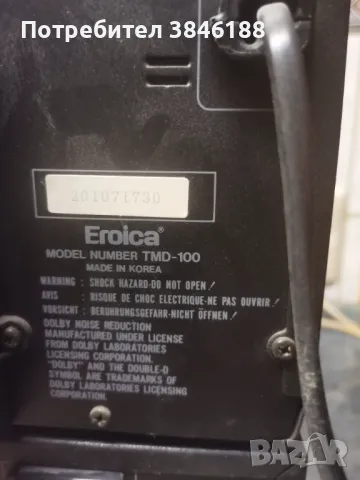 Потребител 3846188
201071730
Eroica®
MODEL NUMBER TMD-100
MADE IN KOREA
WARNING : SHOCK HAZARD-DO NOT OPEN!
AVIS : RISQUE DE CHOC ELECTRIQUE-NE PAS OUVRIR!
VORSICHT : BERUHRUNGSGEFAHR-NICHT ÖFFNEN!
DOLBY NOISE REDUCTION
MANUFACTURED UNDER LICENSE
FROM DOLBY LABORATORIES
LICENSING CORPORATION.
"DOLBY" AND THE DOUBLE-D
SYMBOL ARE TRADEMARKS OF
DOLBY LABORATORIES LICENSING
CORPORATION.
BAZAR